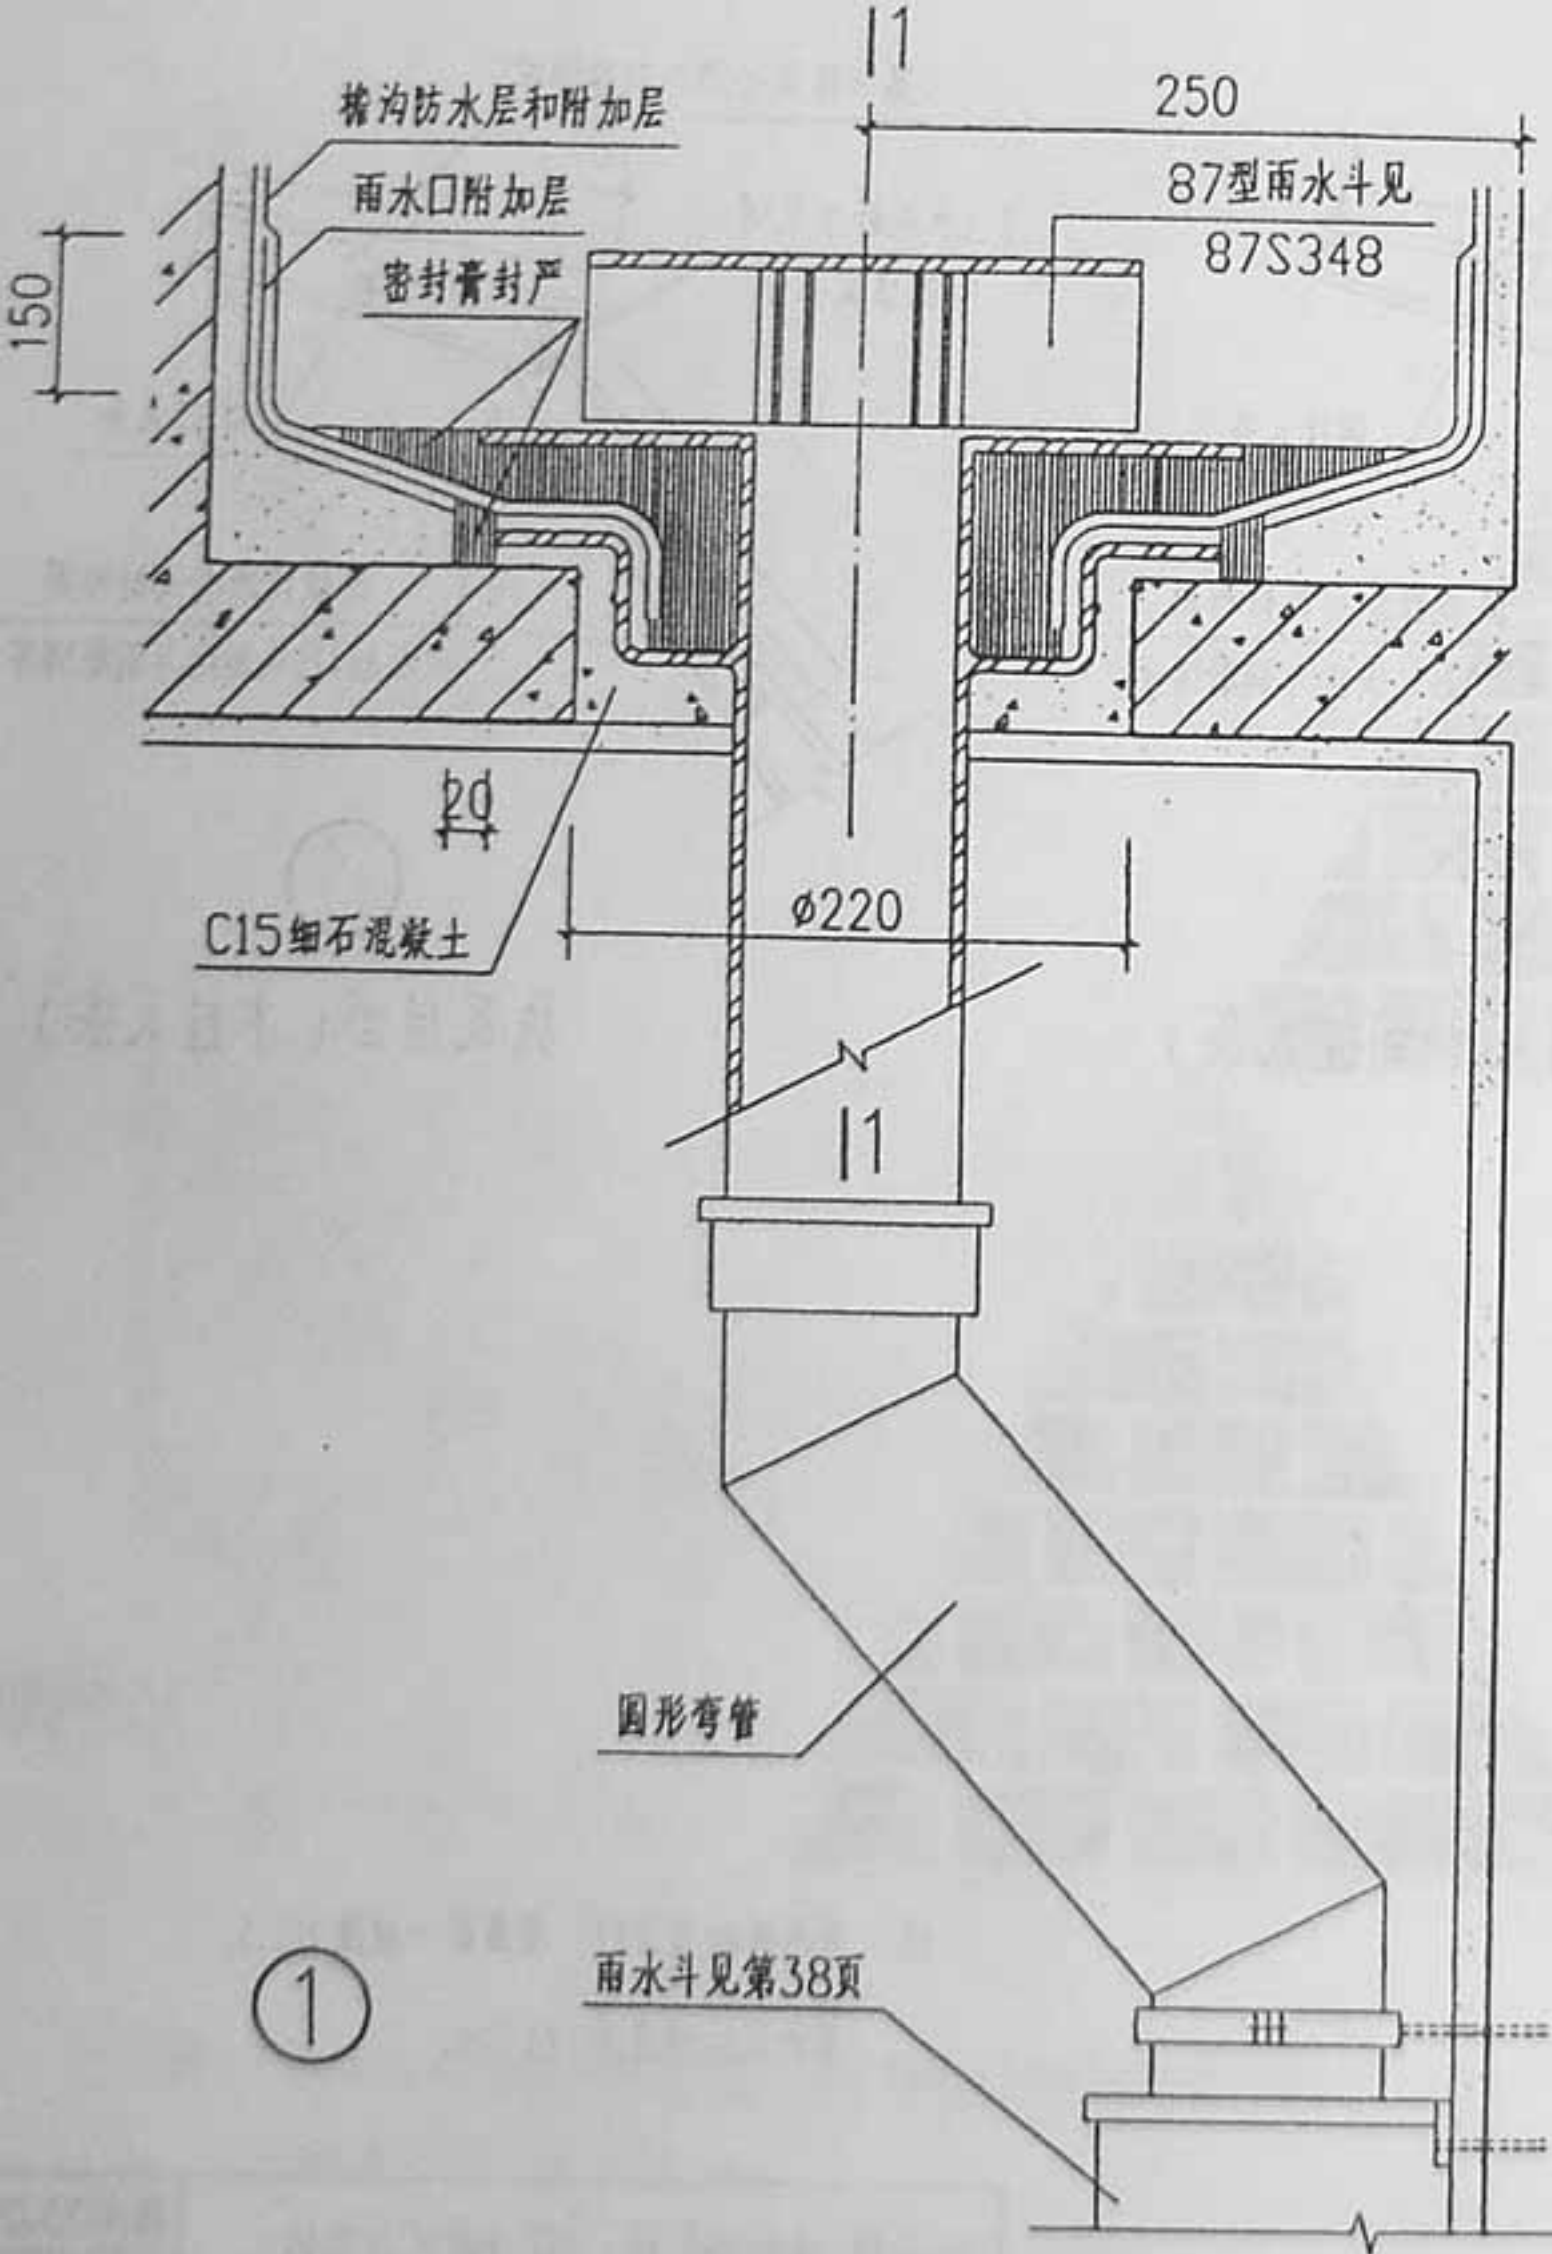 1
250
檐沟防水层和附加层
雨水口附加层
密封膏封严
87型雨水斗见
87S348
150
20
C15细石混凝土
ø220
1
圆形弯管
雨水斗见第38页
1